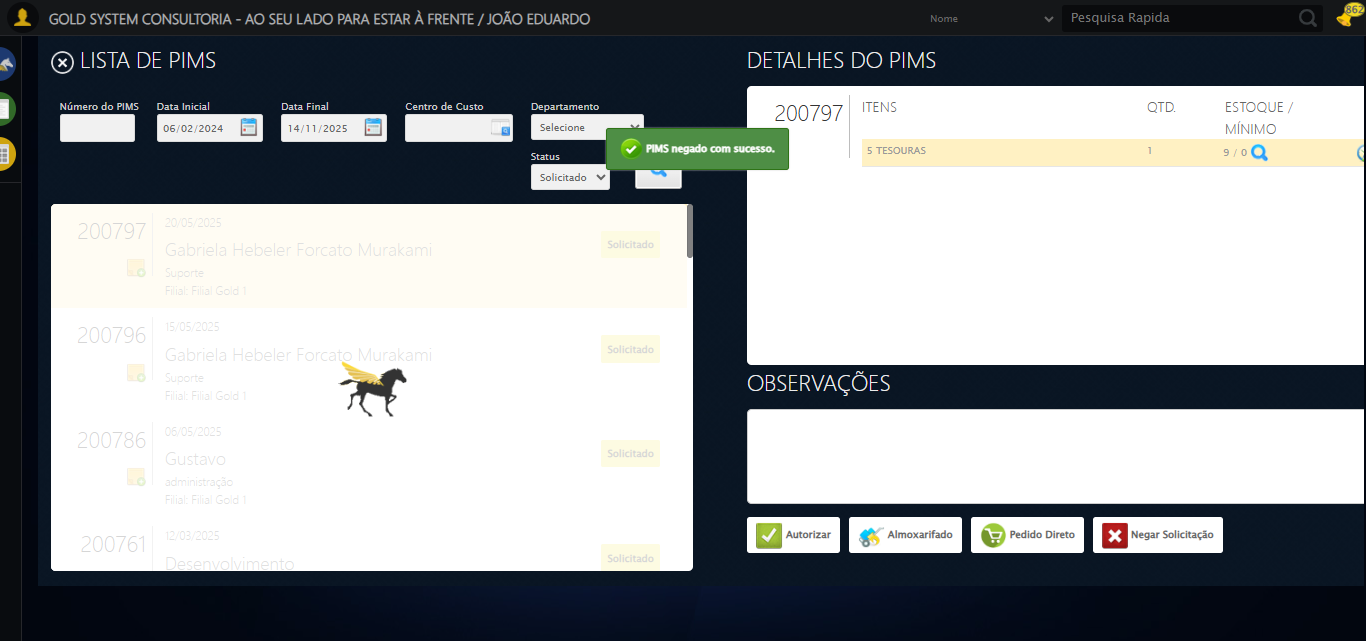 GOLD SYSTEM CONSULTORIA - AO SEU LADO PARA ESTAR À FRENTE / JOÃO EDUARDO
Nome
Pesquisa Rapida
862
LISTA DE PIMS
Número do PIMS
Data Inicial
Data Final
Centro de Custo
Departamento
06/02/2024
14/11/2025
Selecione
Status
Solicitado
PIMS negado com sucesso.
200797
20/05/2025
Gabriela Hebeler Forcato Murakami
Suporte
Filial: Filial Gold 1
Solicitado
200796
15/05/2025
Gabriela Hebeler Forcato Murakami
Suporte
Filial: Filial Gold 1
Solicitado
200786
06/05/2025
Gustavo
administração
Filial: Filial Gold 1
Solicitado
200761
12/03/2025
Desenvolvimento
Solicitado
DETALHES DO PIMS
200797
ITENS
QTD.
ESTOQUE /
MÍNIMO
5 TESOURAS
1
9 / 0
OBSERVAÇÕES
Autorizar
Almoxarifado
Pedido Direto
Negar Solicitação